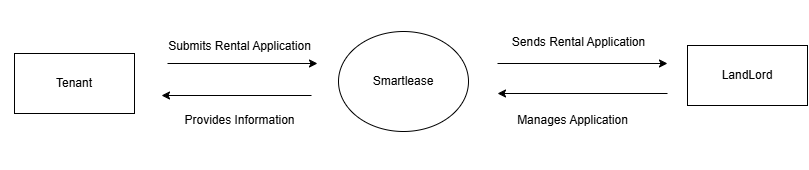 Submits Rental Application
Sends Rental Application
Tenant
Smartlease
LandLord
Provides Information
Manages Application